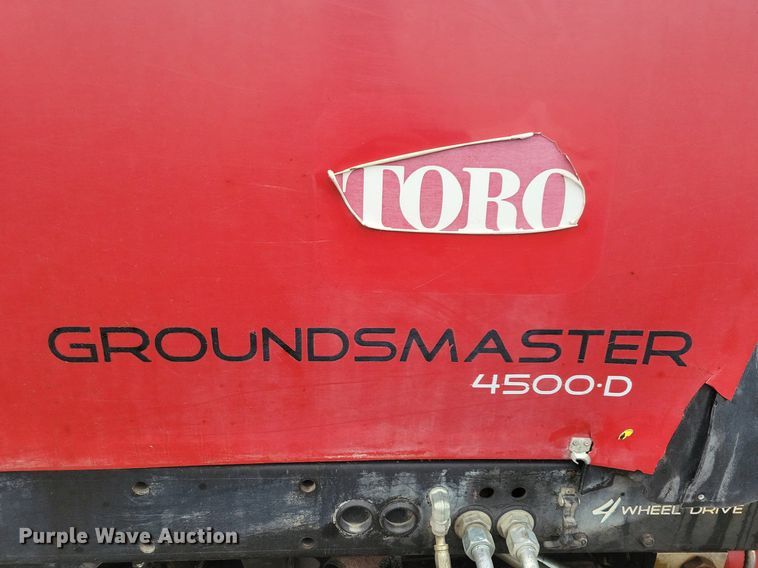 TORO
GROUNDSMASTER
4500-D
4 WHEEL DRIVE
Purple Wave Auction